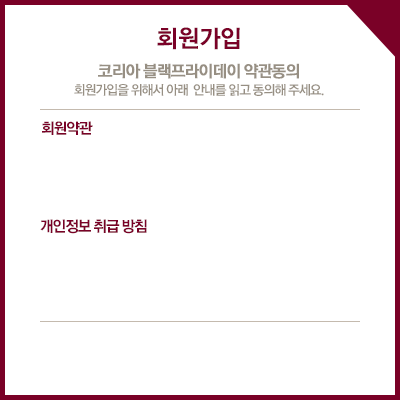 회원가입
코리아 블랙프라이데이 약관동의
회원가입을 위해서 아래 안내를 읽고 동의해 주세요.
회원약관
개인정보 취급 방침